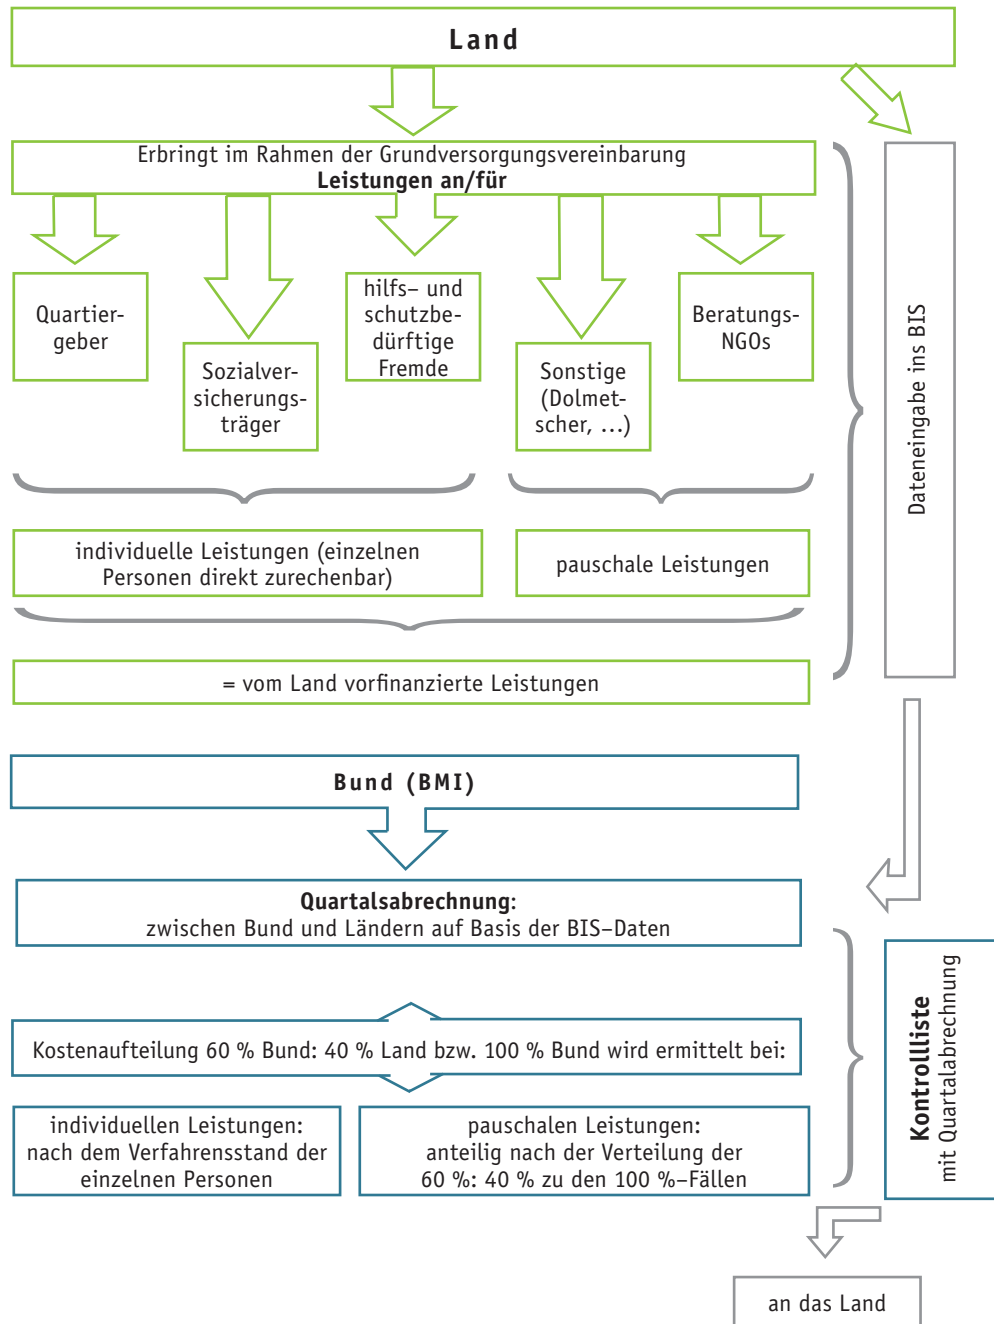 Land
Erbringt im Rahmen der Grundversorgungsvereinbarung
Leistungen an/für
Quartier-
geber
Sozialver-
sicherungs-
träger
hilfs– und
schutzbe-
dürftige
Fremde
Sonstige
(Dolmet-
scher, ...)
Beratungs-
NGOs
Dateneingabe ins BIS
individuelle Leistungen (einzelnen
Personen direkt zurechenbar)
pauschale Leistungen
= vom Land vorfinanzierte Leistungen
Bund (BMI)
Quartalsabrechnung:
zwischen Bund und Ländern auf Basis der BIS–Daten
Kostenaufteilung 60 % Bund: 40 % Land bzw. 100 % Bund wird ermittelt bei:
individuellen Leistungen:
nach dem Verfahrensstand der
einzelnen Personen
pauschalen Leistungen:
anteilig nach der Verteilung der
60 %: 40 % zu den 100 %–Fällen
Kontrollliste
mit Quartalabrechnung
an das Land